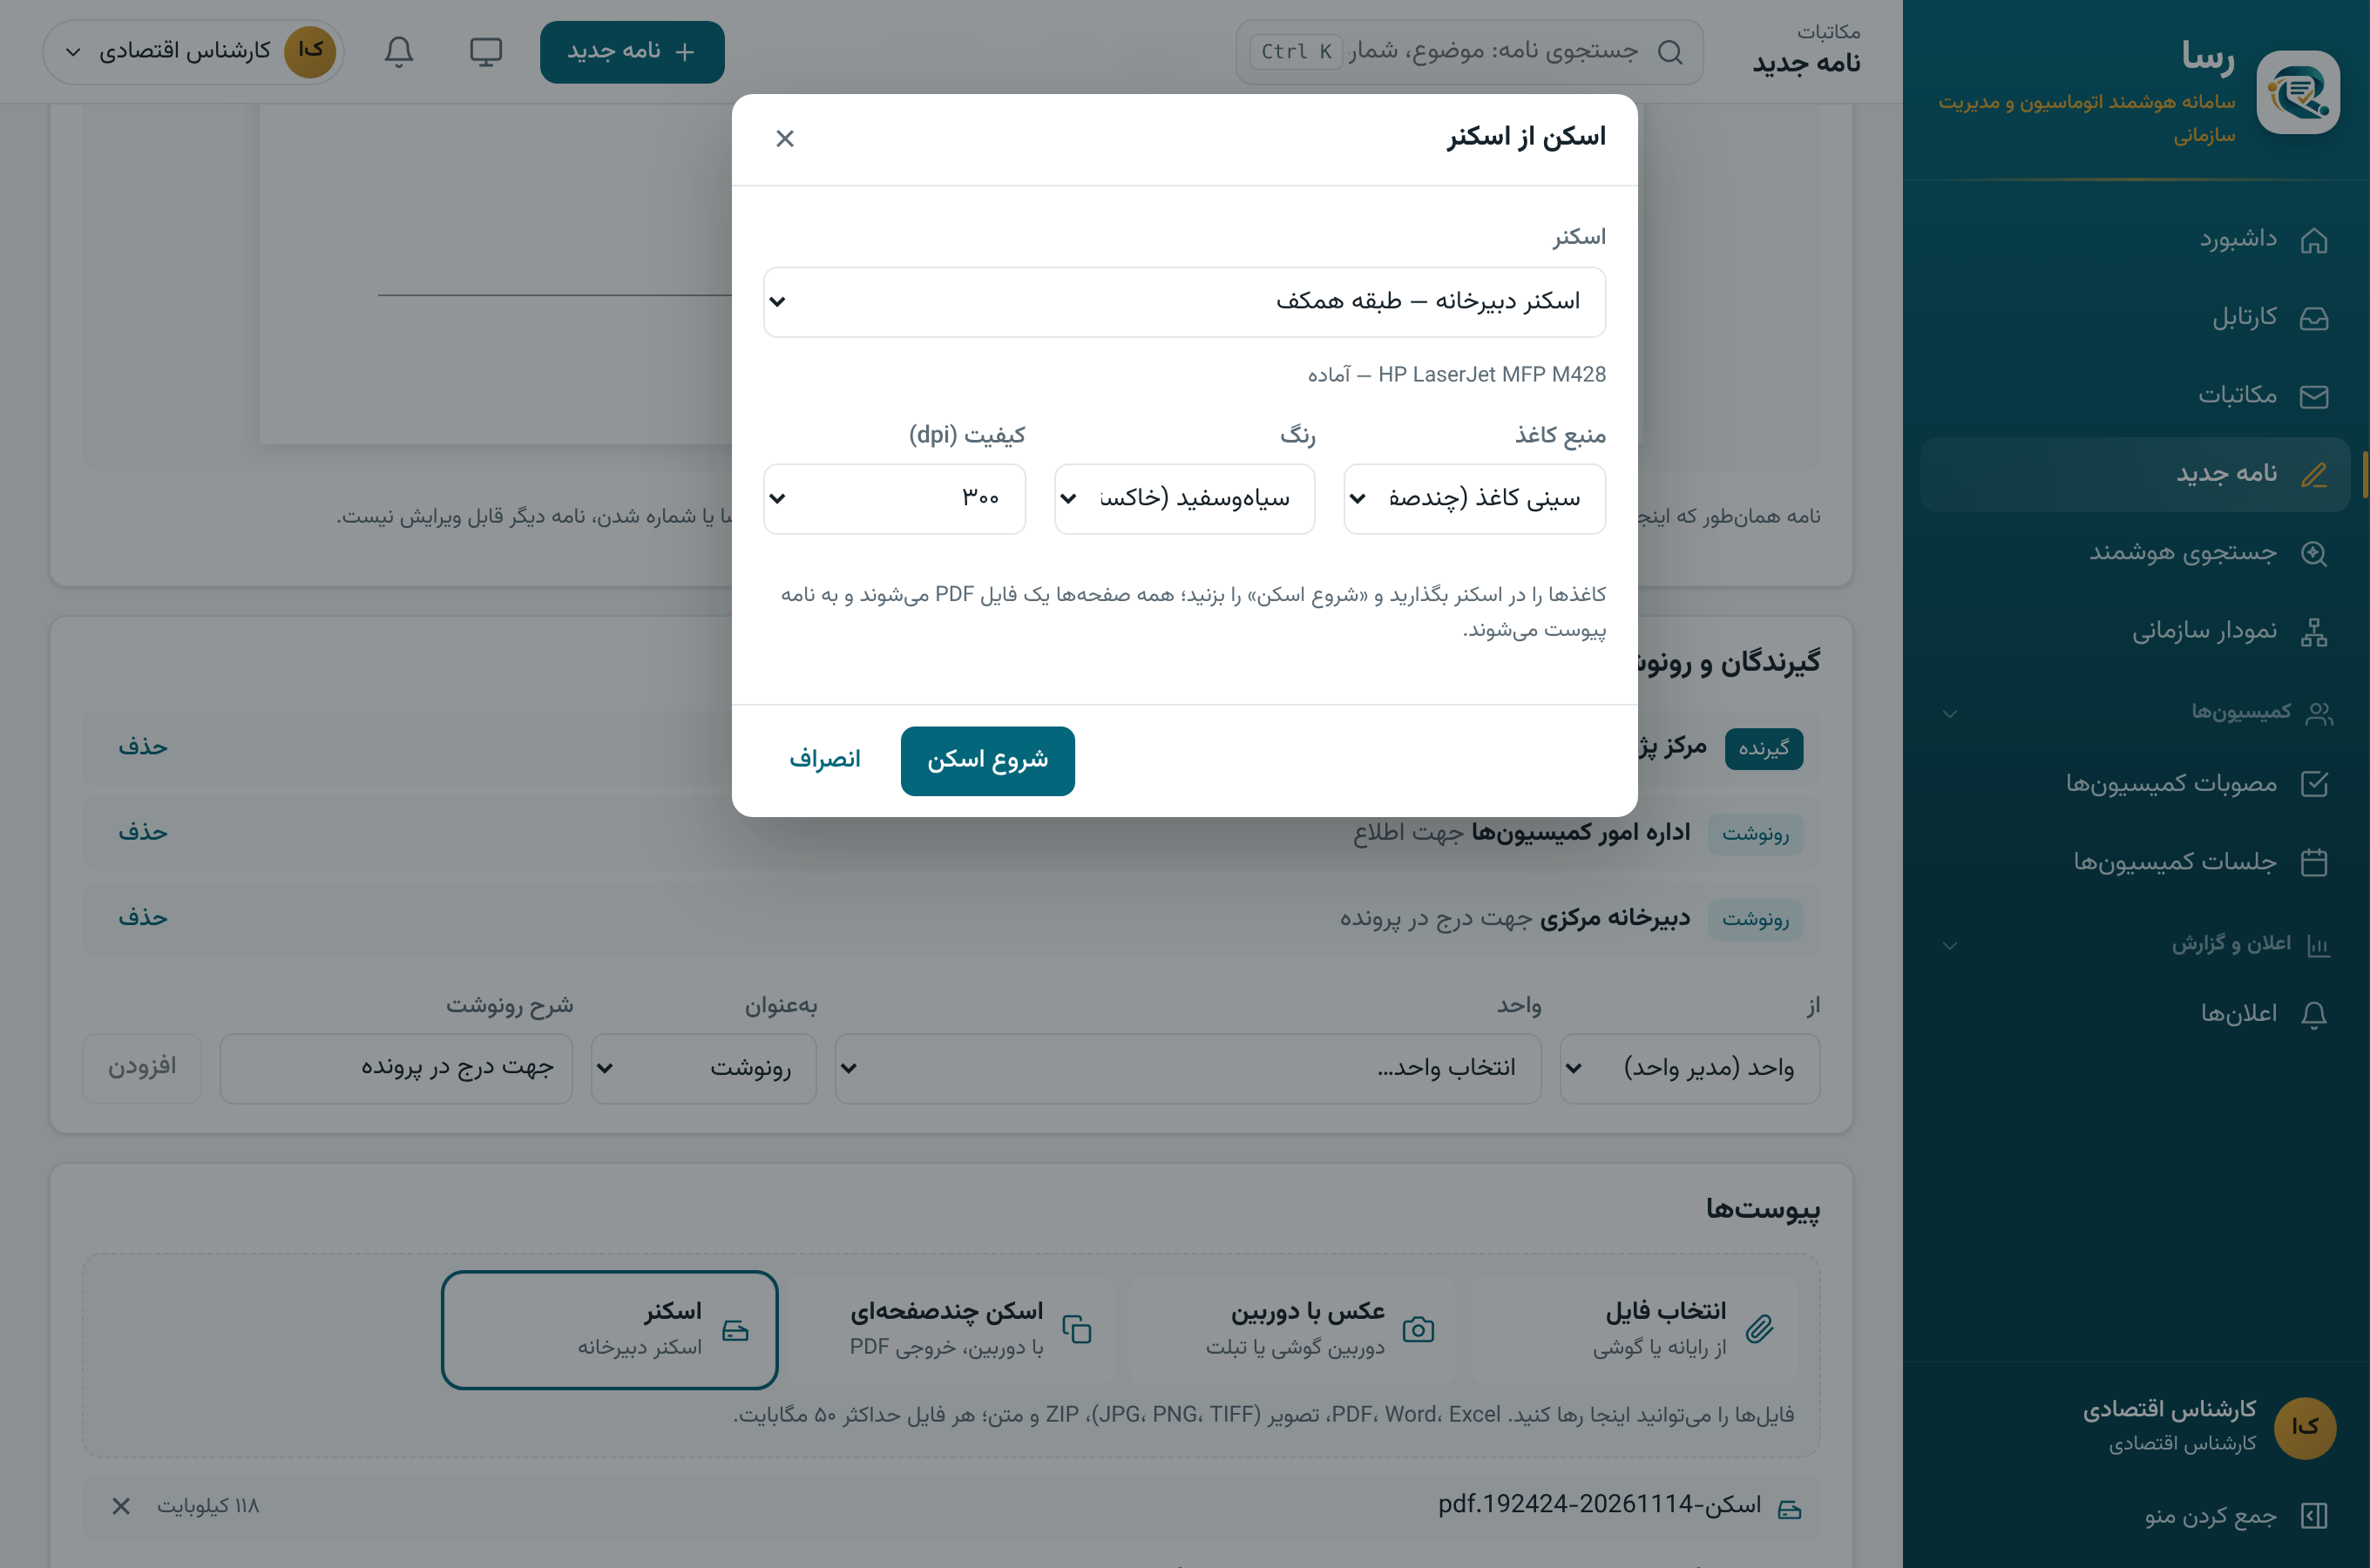 رسا
سامانه هوشمند اتوماسیون و مدیریت
سازمانی
داشبورد
کارتابل
مکاتبات
نامه جدید
جستجوی هوشمند
نمودار سازمانی
کمیسیون‌ها
مصوبات کمیسیون‌ها
جلسات کمیسیون‌ها
اعلان و گزارش
اعلان‌ها
کا
کارشناس اقتصادی
کارشناس اقتصادی
جمع کردن منو
مکاتبات
نامه جدید
جستجوی نامه: موضوع، شمار
Ctrl K
نامه جدید
کا
کارشناس اقتصادی
اسکن از اسکنر
اسکنر
اسکنر دبیرخانه — طبقه همکف
HP LaserJet MFP M428 — آماده
منبع کاغذ
رنگ
کیفیت (dpi)
سینی کاغذ (چندصف
سیاه‌وسفید (خاکست
۳۰۰
کاغذها را در اسکنر بگذارید و «شروع اسکن» را بزنید؛ همه صفحه‌ها یک فایل PDF می‌شوند و به نامه
پیوست می‌شوند.
شروع اسکن
انصراف
نامه همان‌طور که اینج
یا شماره شدن، نامه دیگر قابل ویرایش نیست.
گیرندگان و رونوش
گیرنده
مرکز پژ
حذف
رونوشت
اداره امور کمیسیون‌ها جهت اطلاع
حذف
رونوشت
دبیرخانه مرکزی جهت درج در پرونده
حذف
از
واحد
به‌عنوان
شرح رونوشت
واحد (مدیر واحد)
انتخاب واحد...
رونوشت
جهت درج در پرونده
افزودن
پیوست‌ها
انتخاب فایل
از رایانه یا گوشی
عکس با دوربین
دوربین گوشی یا تبلت
اسکن چندصفحه‌ای
با دوربین، خروجی PDF
اسکنر
اسکنر دبیرخانه
فایل‌ها را می‌توانید اینجا رها کنید. PDF، Word، Excel، تصویر (JPG، PNG، TIFF)، ZIP و متن؛ هر فایل حداکثر ۵۰ مگابایت.
اسکن-20261114-192424.pdf
۱۱۸ کیلوبایت